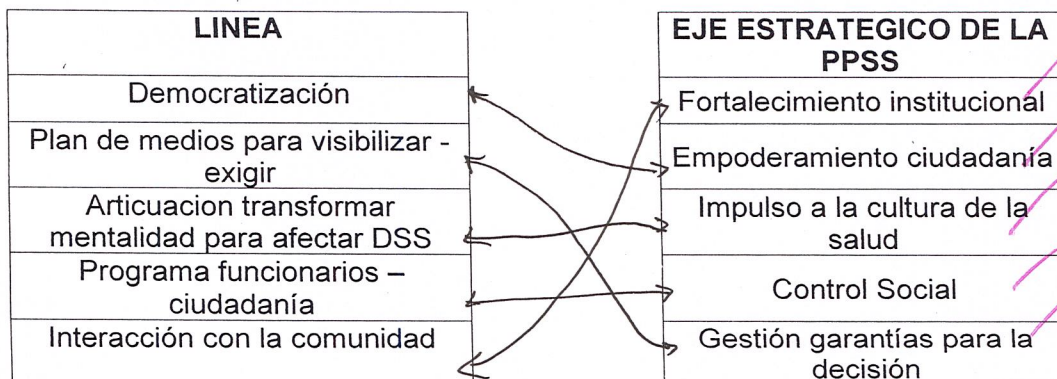 LINEA
Democratización
Plan de medios para visibilizar -
exigir
Articuacion transformar
mentalidad para afectar DSS
Programa funcionarios –
ciudadanía
Interacción con la comunidad
EJE ESTRATEGICO DE LA
PPSS
Fortalecimiento institucional
Empoderamiento ciudadanía
Impulso a la cultura de la
salud
Control Social
Gestión garantías para la
decisión